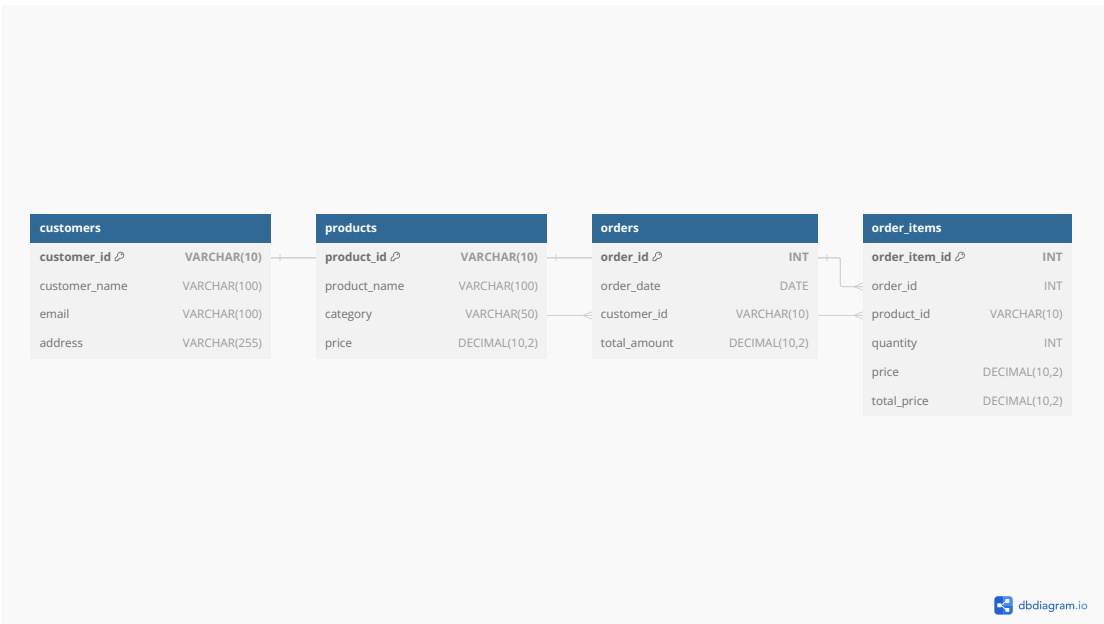 customers
customer_id VARCHAR(10)
customer_name VARCHAR(100)
email VARCHAR(100)
address VARCHAR(255)
products
product_id VARCHAR(10)
product_name VARCHAR(100)
category VARCHAR(50)
price DECIMAL(10,2)
orders
order_id INT
order_date DATE
customer_id VARCHAR(10)
total_amount DECIMAL(10,2)
order_items
order_item_id INT
order_id INT
product_id VARCHAR(10)
quantity INT
price DECIMAL(10,2)
total_price DECIMAL(10,2)
dbdiagram.io